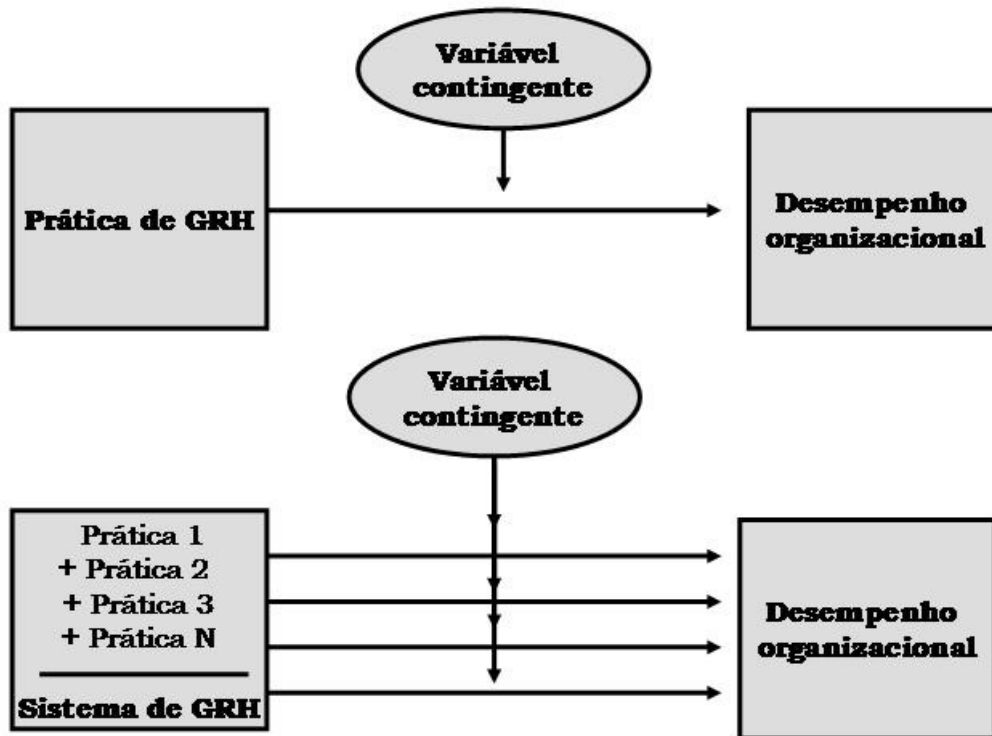 Variável
contingente
Prática de GRH
Desempenho
organizacional
Variável
contingente
Prática 1
+ Prática 2
+ Prática 3
+ Prática N
Sistema de GRH
Desempenho
organizacional